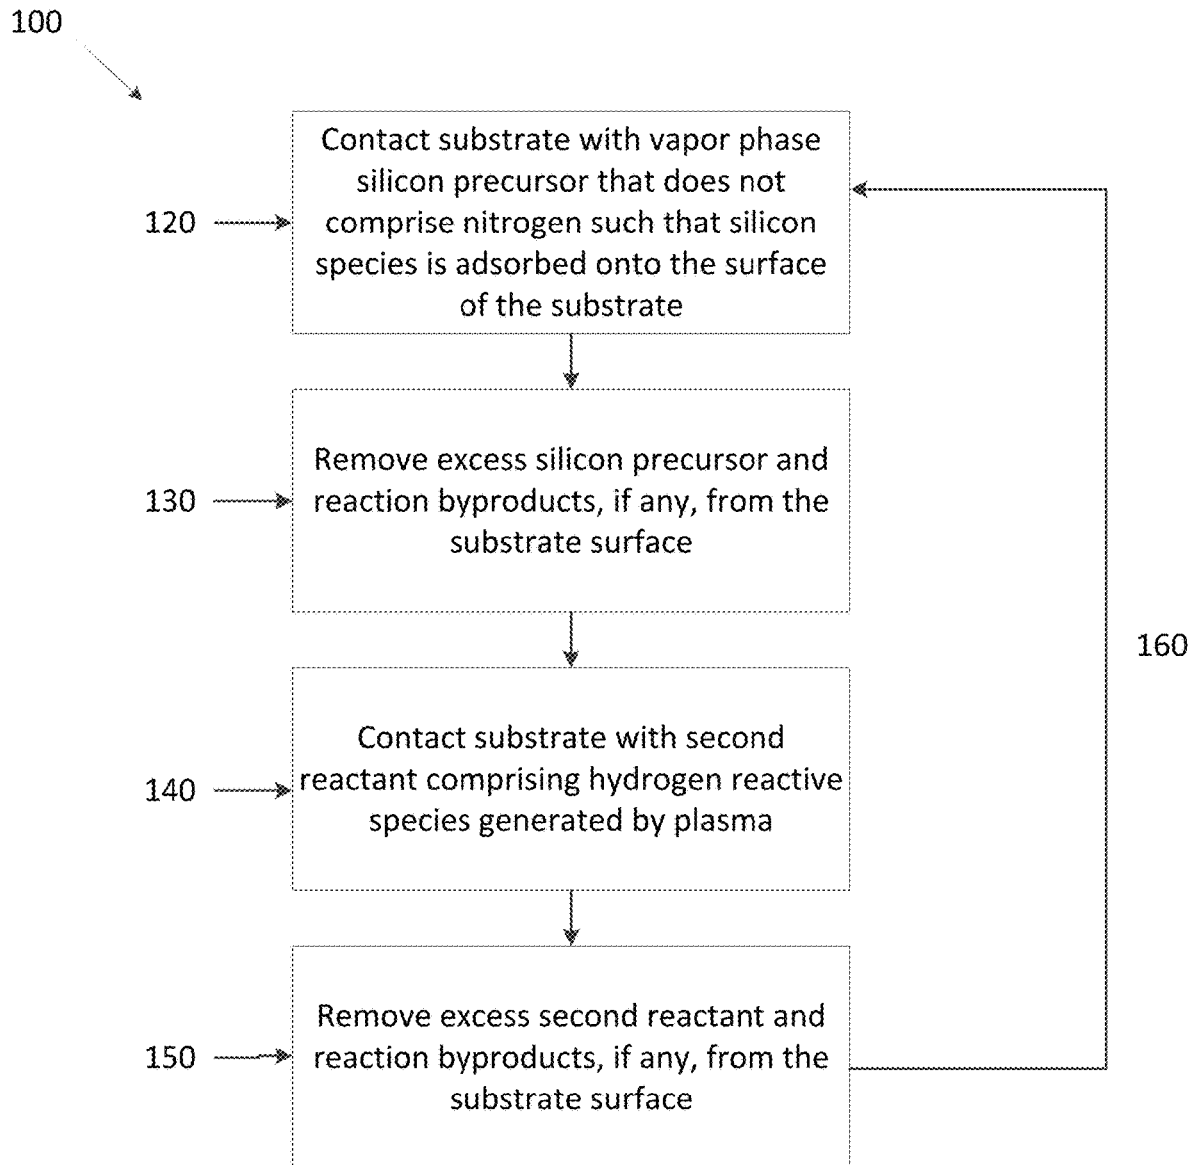 100
Contact substrate with vapor phase
silicon precursor that does not
comprise nitrogen such that silicon
species is adsorbed onto the surface
of the substrate
120
Remove excess silicon precursor and
reaction byproducts, if any, from the
substrate surface
130
160
Contact substrate with second
reactant comprising hydrogen reactive
species generated by plasma
140
Remove excess second reactant and
reaction byproducts, if any, from the
substrate surface
150